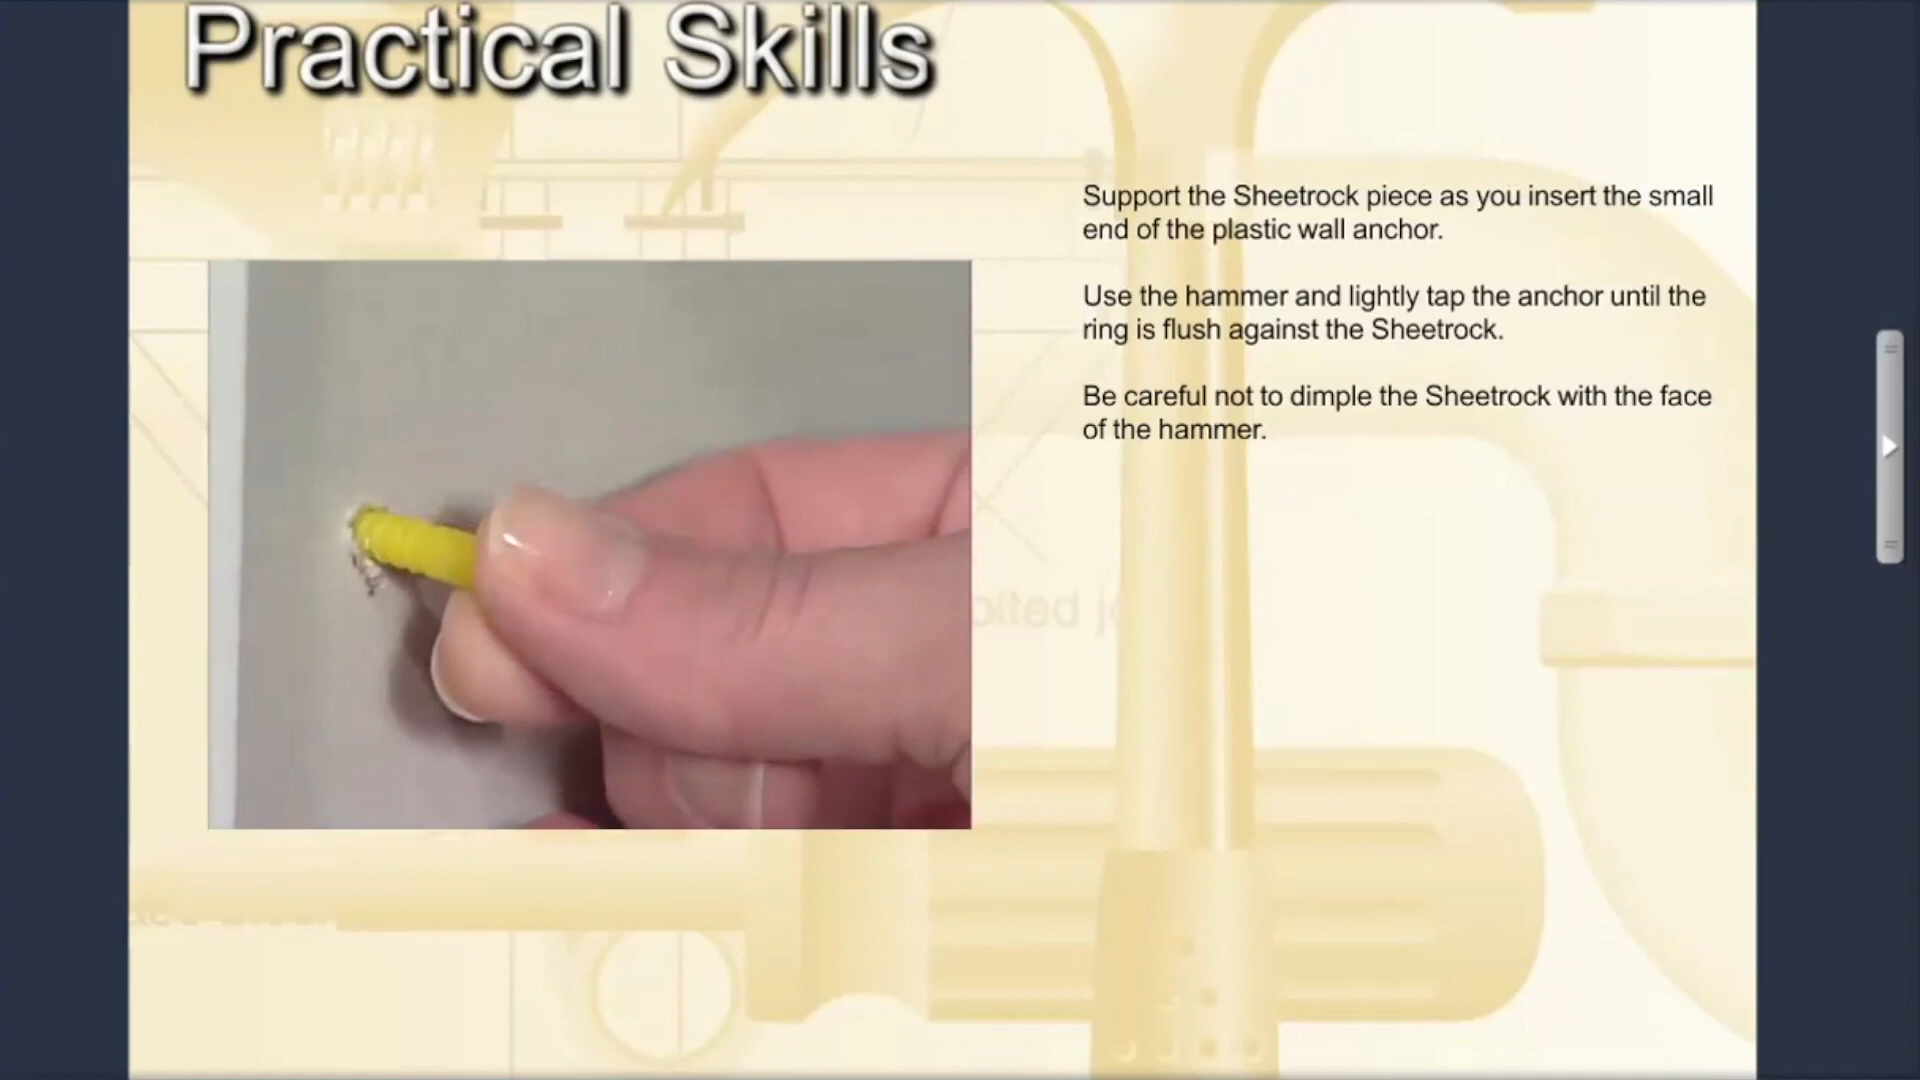 Practical Skills
Support the Sheetrock piece as you insert the small
end of the plastic wall anchor.
Use the hammer and lightly tap the anchor until the
ring is flush against the Sheetrock.
Be careful not to dimple the Sheetrock with the face
of the hammer.